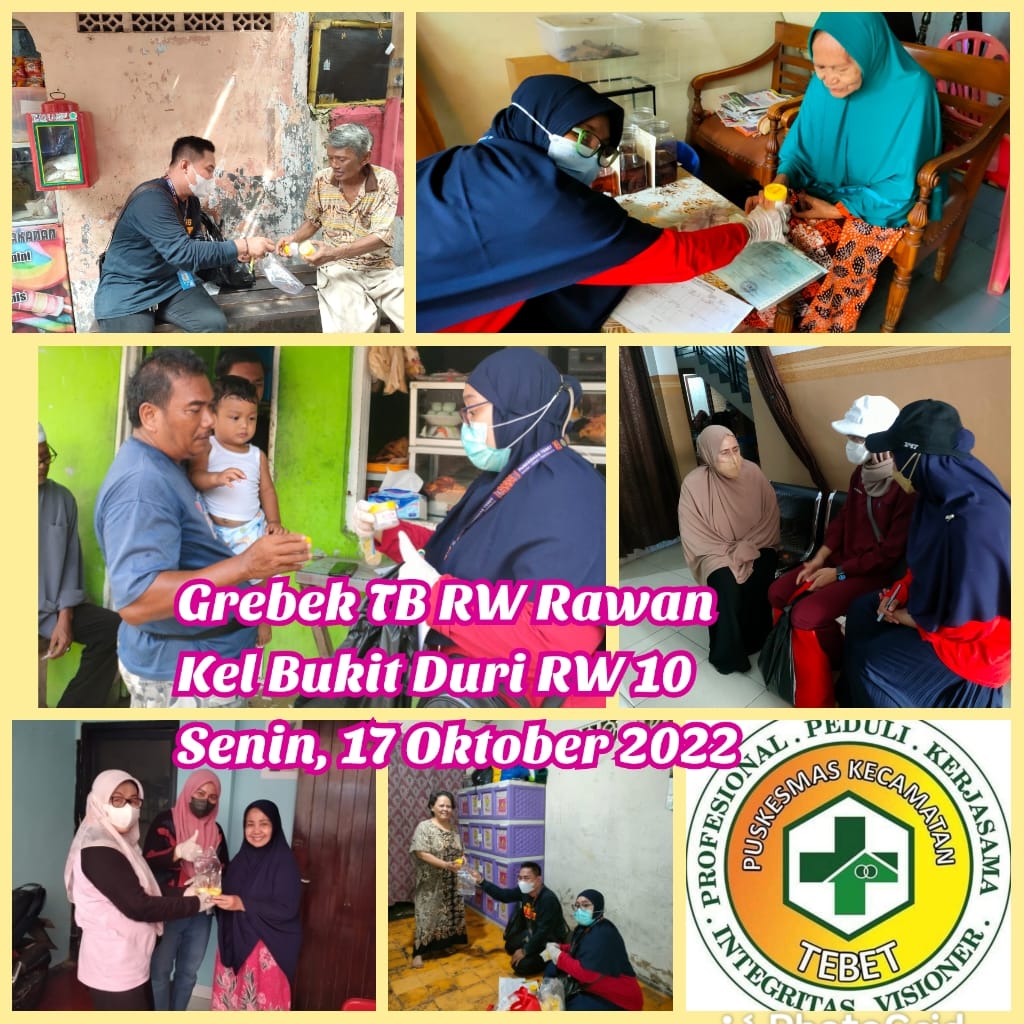 Grebek TB RW Rawan
Kel Bukit Duri RW 10
Senin, 17 Oktober 2022
PROFESIONAL . PEDULI . KERJASAMA . INTEGRITAS VISIONER .
PUSKESMAS KECAMATAN
TEBET